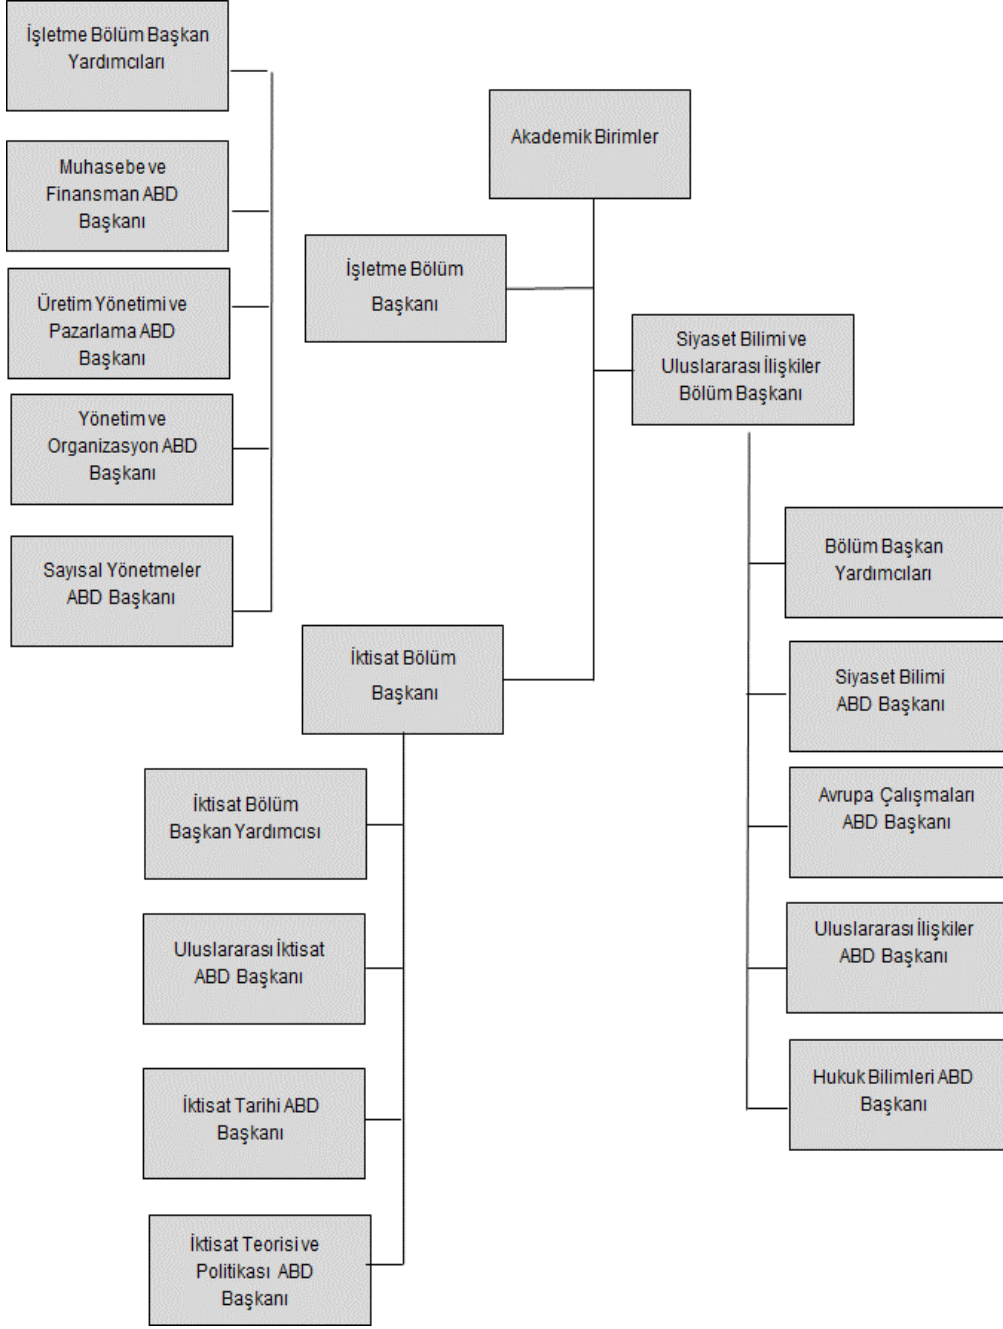 İşletme Bölüm Başkan
Yardımcıları
Muhasebe ve
Finansman ABD
Başkanı
Üretim Yönetimi ve
Pazarlama ABD
Başkanı
Yönetim ve
Organizasyon ABD
Başkanı
Sayısal Yönetmeler
ABD Başkanı
Akademik Birimler
İşletme Bölüm
Başkanı
Siyaset Bilimi ve
Uluslararası İlişkiler
Bölüm Başkanı
İktisat Bölüm
Başkanı
İktisat Bölüm
Başkan Yardımcısı
Uluslararası İktisat
ABD Başkanı
İktisat Tarihi ABD
Başkanı
İktisat Teorisi ve
Politikası ABD
Başkanı
Bölüm Başkan
Yardımcıları
Siyaset Bilimi
ABD Başkanı
Avrupa Çalışmaları
ABD Başkanı
Uluslararası İlişkiler
ABD Başkanı
Hukuk Bilimleri ABD
Başkanı